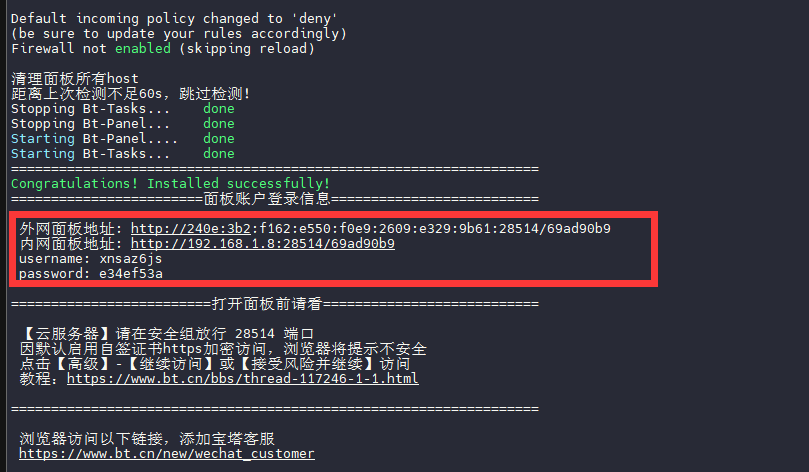 Default incoming policy changed to 'deny'
(be sure to update your rules accordingly)
Firewall not enabled (skipping reload)
清理面板所有host
距离上次检测不足60s，跳过检测!
Stopping Bt-Tasks... done
Stopping Bt-Panel... done
Starting Bt-Panel.... done
Starting Bt-Tasks... done
==================================================================
Congratulations! Installed successfully!
========================面板账户登录信息==========================
外网面板地址: http://240e:3b2:f162:e550:f0e9:2609:e329:9b61:28514/69ad90b9
内网面板地址: http://192.168.1.8:28514/69ad90b9
username: xnsaz6js
password: e34ef53a
=========================打开面板前请看===========================
【云服务器】请在安全组放行 28514 端口
因默认启用自签证书https加密访问，浏览器将提示不安全
点击【高级】-【继续访问】或【接受风险并继续】访问
教程：https://www.bt.cn/bbs/thread-117246-1-1.html
==================================================================
浏览器访问以下链接，添加宝塔客服
https://www.bt.cn/new/wechat_customer